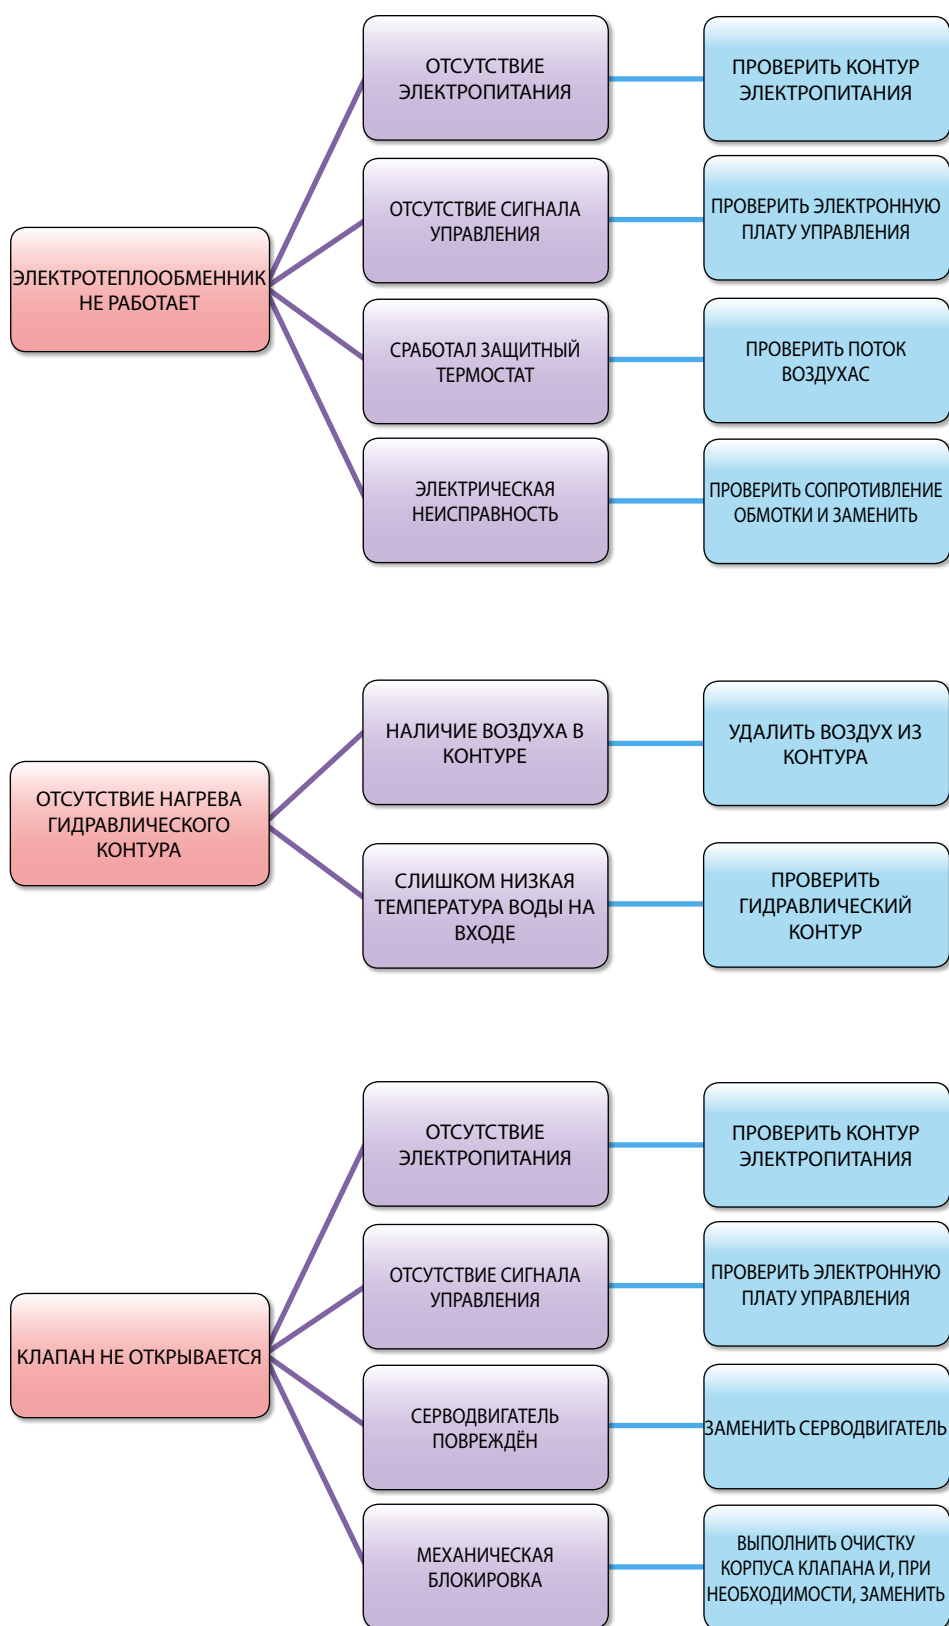 ЭЛЕКТРОТЕПЛООБМЕННИК
НЕ РАБОТАЕТ
ОТСУТСТВИЕ
ЭЛЕКТРОПИТАНИЯ
ПРОВЕРИТЬ КОНТУР
ЭЛЕКТРОПИТАНИЯ
ОТСУТСТВИЕ СИГНАЛА
УПРАВЛЕНИЯ
ПРОВЕРИТЬ ЭЛЕКТРОННУЮ
ПЛАТУ УПРАВЛЕНИЯ
СРАБОТАЛ ЗАЩИТНЫЙ
ТЕРМОСТАТ
ПРОВЕРИТЬ ПОТОК
ВОЗДУХАС
ЭЛЕКТРИЧЕСКАЯ
НЕИСПРАВНОСТЬ
ПРОВЕРИТЬ СОПРОТИВЛЕНИЕ
ОБМОТКИ И ЗАМЕНИТЬ
ОТСУТСТВИЕ НАГРЕВА
ГИДРАВЛИЧЕСКОГО
КОНТУРА
НАЛИЧИЕ ВОЗДУХА В
КОНТУРЕ
УДАЛИТЬ ВОЗДУХ ИЗ
КОНТУРА
СЛИШКОМ НИЗКАЯ
ТЕМПЕРАТУРА ВОДЫ НА
ВХОДЕ
ПРОВЕРИТЬ
ГИДРАВЛИЧЕСКИЙ
КОНТУР
КЛАПАН НЕ ОТКРЫВАЕТСЯ
ОТСУТСТВИЕ
ЭЛЕКТРОПИТАНИЯ
ПРОВЕРИТЬ КОНТУР
ЭЛЕКТРОПИТАНИЯ
ОТСУТСТВИЕ СИГНАЛА
УПРАВЛЕНИЯ
ПРОВЕРИТЬ ЭЛЕКТРОННУЮ
ПЛАТУ УПРАВЛЕНИЯ
СЕРВОДВИГАТЕЛЬ
ПОВРЕЖДЁН
ЗАМЕНИТЬ СЕРВОДВИГАТЕЛЬ
МЕХАНИЧЕСКАЯ
БЛОКИРОВКА
ВЫПОЛНИТЬ ОЧИСТКУ
КОРПУСА КЛАПАНА И, ПРИ
НЕОБХОДИМОСТИ, ЗАМЕНИТЬ